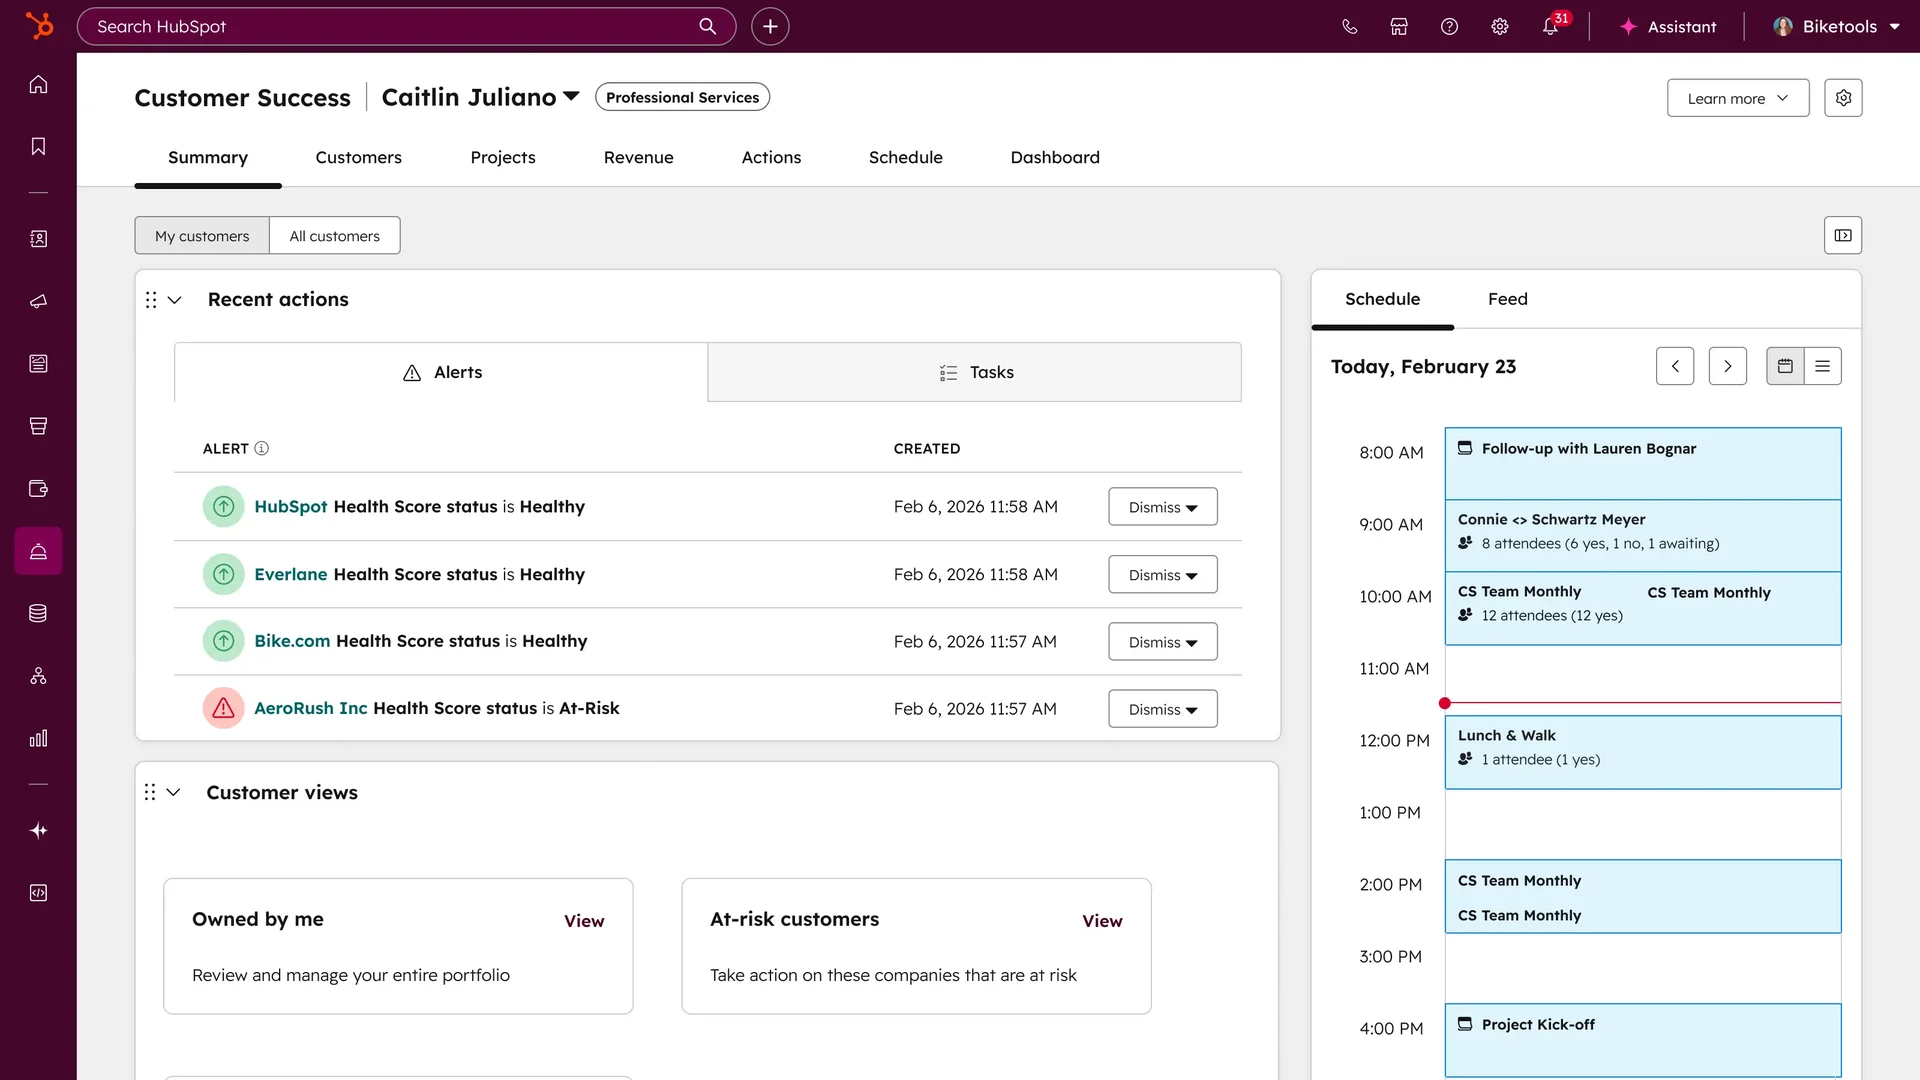 Search HubSpot
31
Assistant
Biketools
Customer Success
Caitlin Juliano
Professional Services
Learn more
Summary
Customers
Projects
Revenue
Actions
Schedule
Dashboard
My customers
All customers
Recent actions
Alerts
Tasks
ALERT
CREATED
HubSpot Health Score status is Healthy
Feb 6, 2026 11:58 AM
Dismiss
Everlane Health Score status is Healthy
Feb 6, 2026 11:58 AM
Dismiss
Bike.com Health Score status is Healthy
Feb 6, 2026 11:57 AM
Dismiss
AeroRush Inc Health Score status is At-Risk
Feb 6, 2026 11:57 AM
Dismiss
Customer views
Owned by me
View
Review and manage your entire portfolio
At-risk customers
View
Take action on these companies that are at risk
Schedule
Feed
Today, February 23
8:00 AM
Follow-up with Lauren Bognar
9:00 AM
Connie <> Schwartz Meyer
8 attendees (6 yes, 1 no, 1 awaiting)
10:00 AM
CS Team Monthly
12 attendees (12 yes)
CS Team Monthly
11:00 AM
12:00 PM
Lunch & Walk
1 attendee (1 yes)
1:00 PM
2:00 PM
CS Team Monthly
CS Team Monthly
3:00 PM
4:00 PM
Project Kick-off